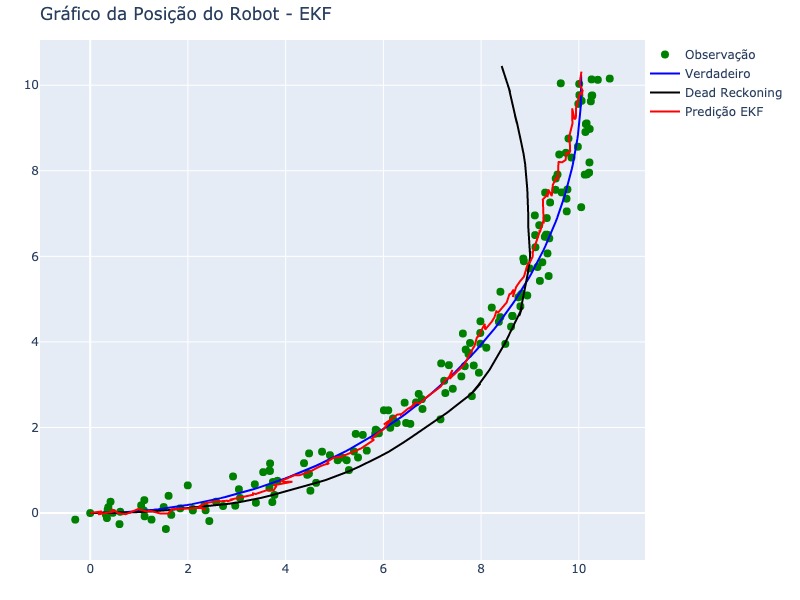 Gráfico da Posição do Robot - EKF
Observação
Verdadeiro
Dead Reckoning
Predição EKF
10
8
6
4
2
0
0 2 4 6 8 10